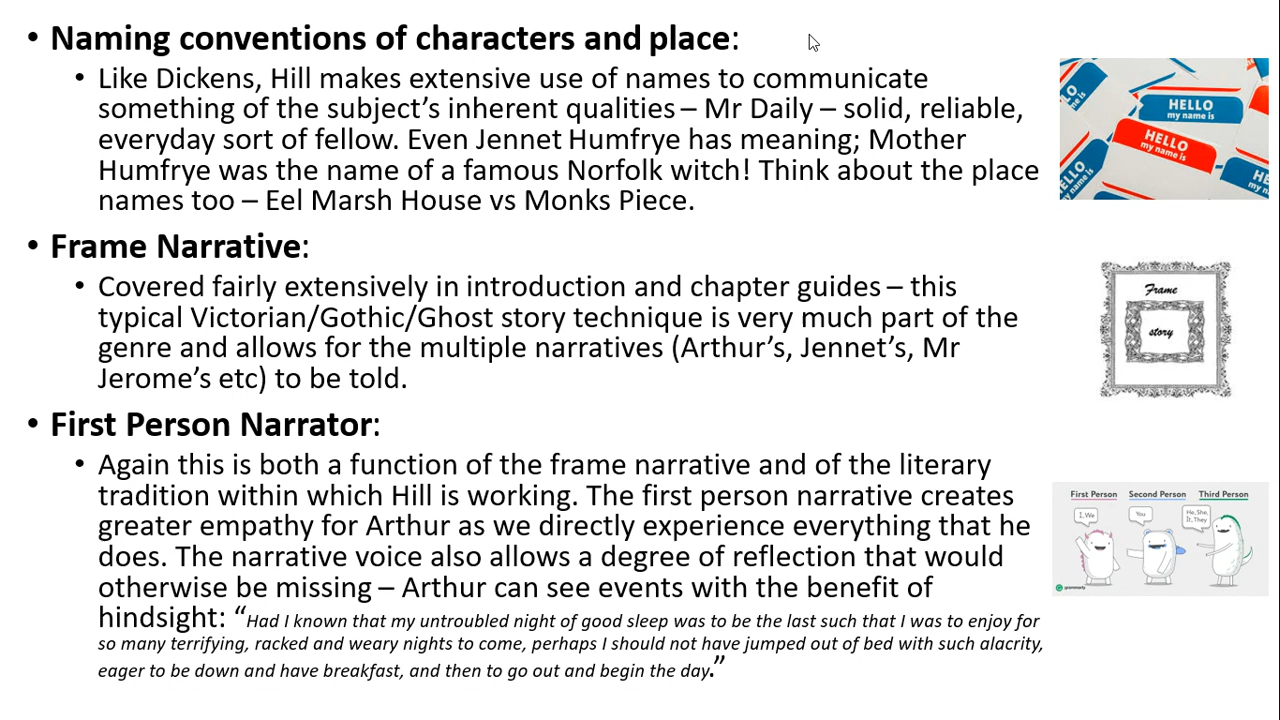 • Naming conventions of characters and place:
• Like Dickens, Hill makes extensive use of names to communicate
something of the subject’s inherent qualities – Mr Daily – solid, reliable,
everyday sort of fellow. Even Jennet Humfrye has meaning; Mother
Humfrye was the name of a famous Norfolk witch! Think about the place
names too – Eel Marsh House vs Monks Piece.
HELLO
my name is
HELLO
my name is
HELLO
my name is
• Frame Narrative:
• Covered fairly extensively in introduction and chapter guides – this
typical Victorian/Gothic/Ghost story technique is very much part of the
genre and allows for the multiple narratives (Arthur’s, Jennet’s, Mr
Jerome’s etc) to be told.
Frame
story
• First Person Narrator:
• Again this is both a function of the frame narrative and of the literary
tradition within which Hill is working. The first person narrative creates
greater empathy for Arthur as we directly experience everything that he
does. The narrative voice also allows a degree of reflection that would
otherwise be missing – Arthur can see events with the benefit of
hindsight: “Had I known that my untroubled night of good sleep was to be the last such that I was to enjoy for
so many terrifying, racked and weary nights to come, perhaps I should not have jumped out of bed with such alacrity,
eager to be down and have breakfast, and then to go out and begin the day.”
First Person Second Person Third Person
I, We
You
He, She,
It, They
grammarly